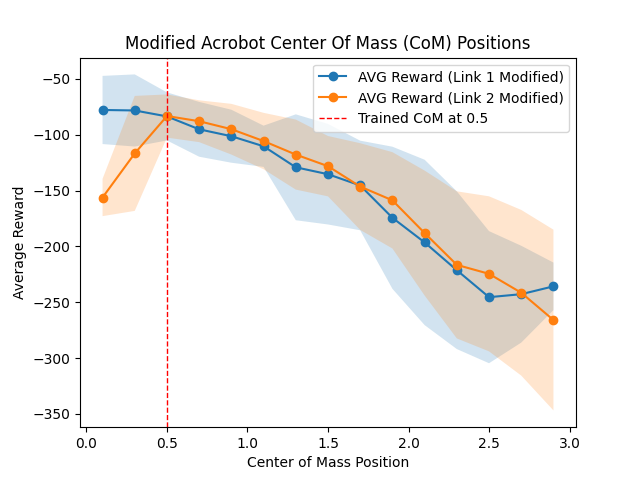 Modified Acrobot Center Of Mass (CoM) Positions
AVG Reward (Link 1 Modified)
AVG Reward (Link 2 Modified)
Trained CoM at 0.5
Average Reward
−50
−100
−150
−200
−250
−300
−350
0.0 0.5 1.0 1.5 2.0 2.5 3.0
Center of Mass Position